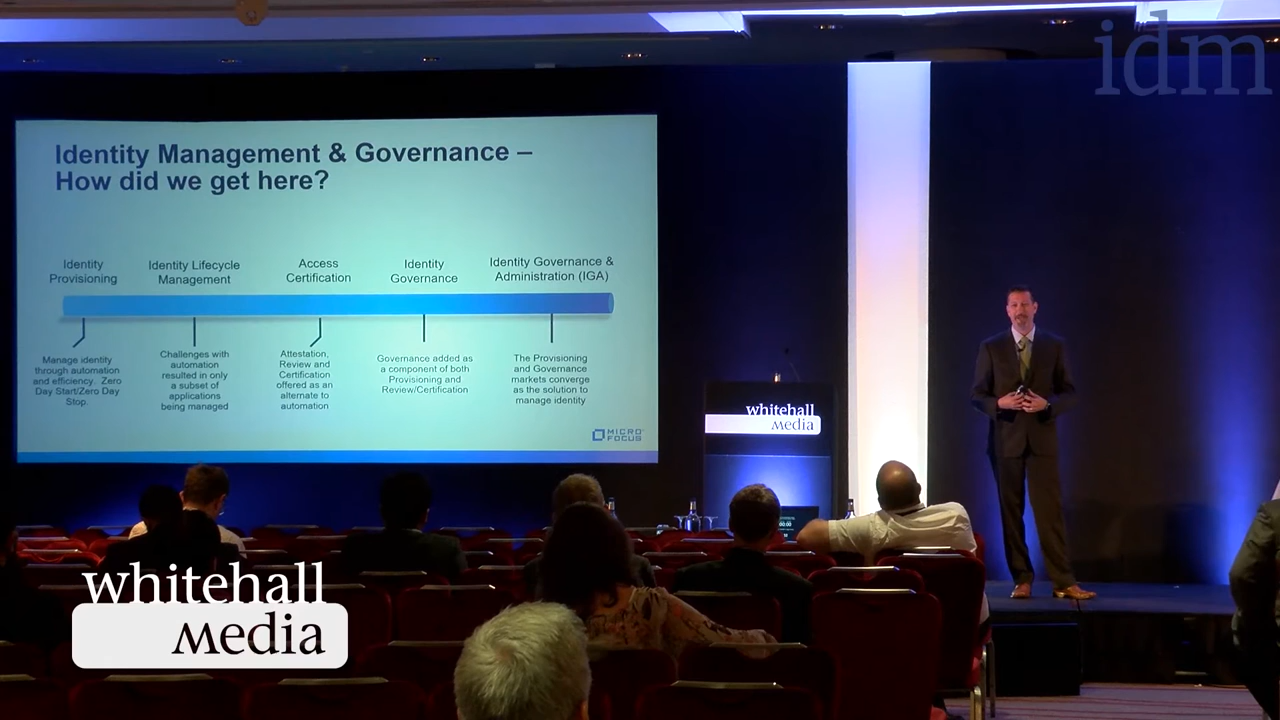 idm
Identity Management & Governance –
How did we get here?
Identity
Provisioning
Identity Lifecycle
Management
Access
Certification
Identity
Governance
Identity Governance &
Administration (IGA)
Manage identity
through automation
and efficiency. Zero
Day Start/Zero Day
Stop.
Challenges with
automation
resulted in only
a subset of
applications
being managed
Attestation,
Review and
Certification
offered as an
alternate to
automation
Governance added as
a component of both
Provisioning and
Review/Certification
The Provisioning
and Governance
markets converge
as the solution to
manage identity
MICRO
FOCUS
whitehall
media
whitehall
media